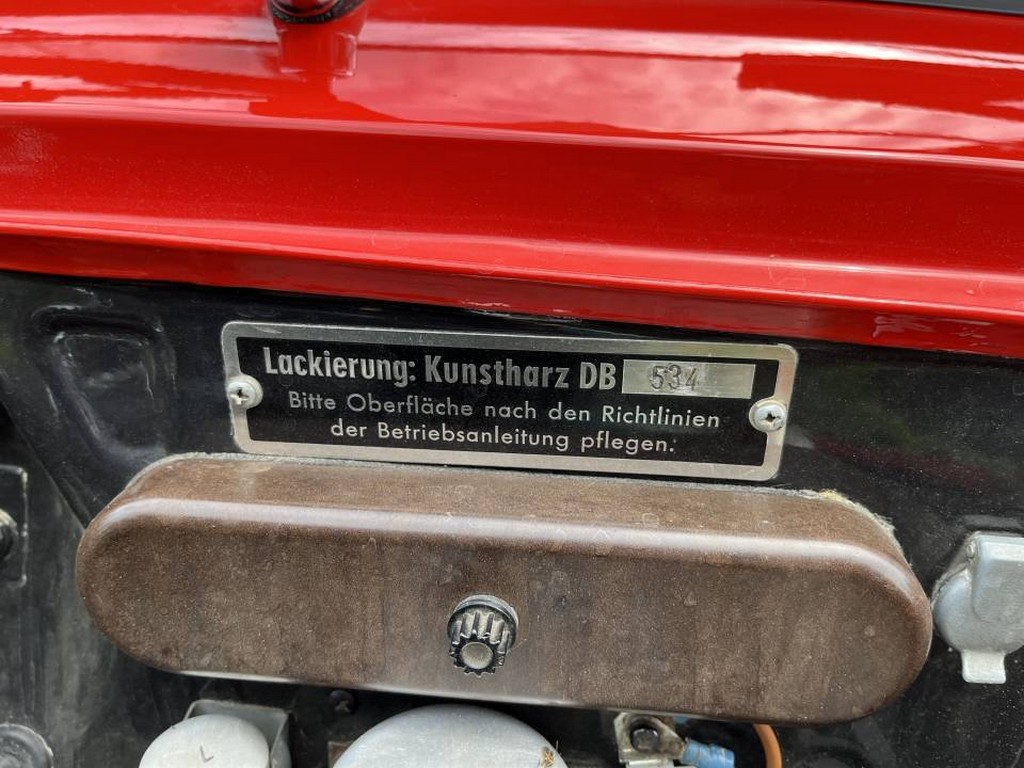 Lackierung: Kunstharz DB 534
Bitte Oberfläche nach den Richtlinien
der Betriebsanleitung pflegen.
L